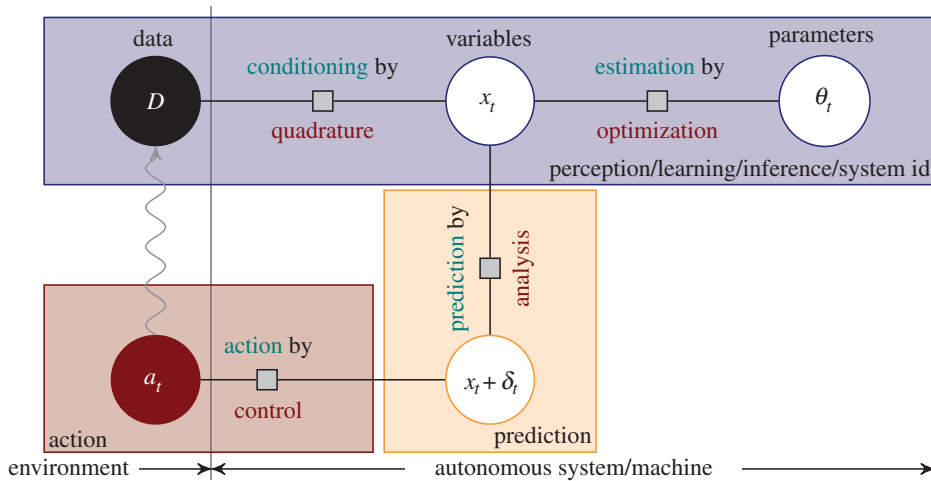 data
variables
parameters
D
conditioning by
quadrature
x_t
estimation by
optimization
θ_t
perception/learning/inference/system id
prediction by
analysis
a_t
action by
control
x_t + δ_t
action
prediction
environment
autonomous system/machine